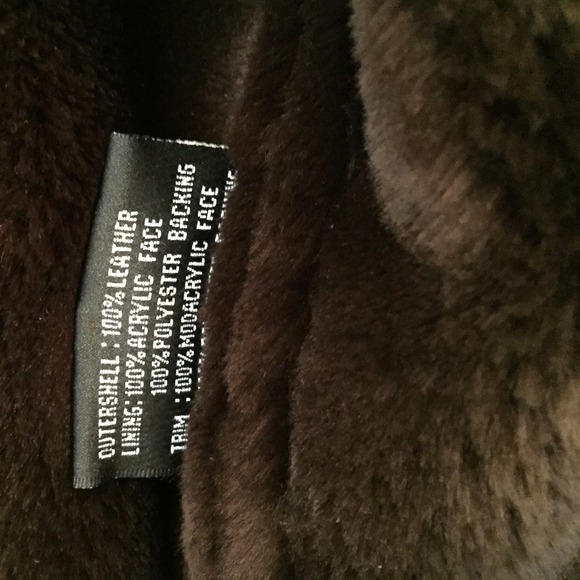 OUTERSHELL : 100% LEATHER
LINING: 100% ACRYLIC FACE
100% POLYESTER BACKING
TRIM : 100% MODACRYLIC FACE